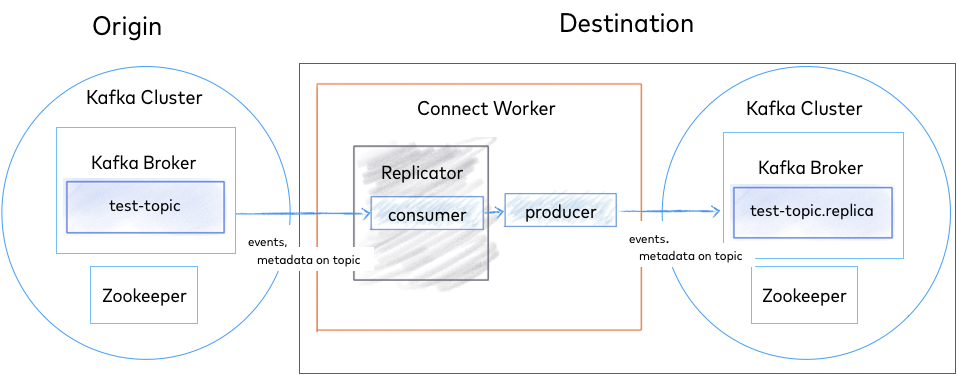 Origin
Destination
Kafka Cluster
Kafka Broker
test-topic
Zookeeper
events,
metadata on topic
Connect Worker
Replicator
consumer
producer
events.
metadata on topic
Kafka Cluster
Kafka Broker
test-topic.replica
Zookeeper